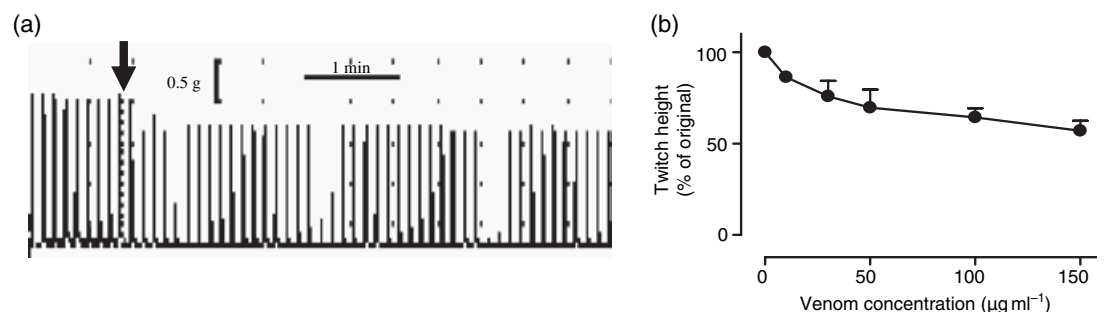 (a)
0.5 g
1 min
(b)
100
50
0
Twitch height
(% of original)
0 50 100 150
Venom concentration (µg ml⁻¹)